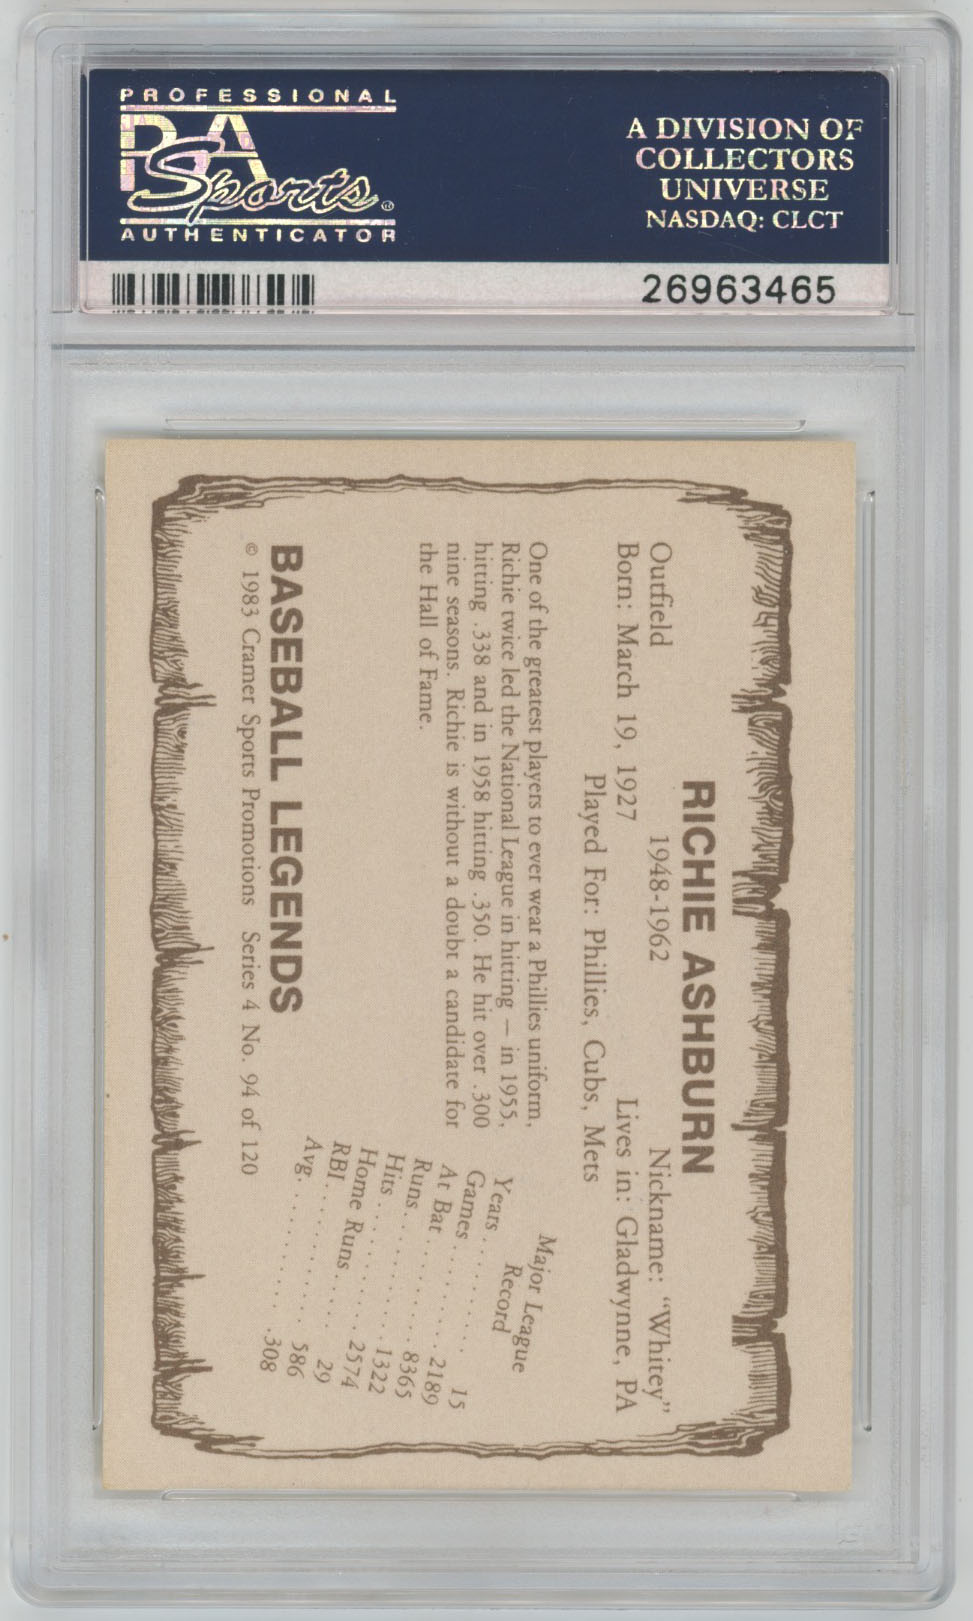 PROFESSIONAL
PSA
Sports
AUTHENTICATOR
A DIVISION OF
COLLECTORS
UNIVERSE
NASDAQ: CLCT
26963465
RICHIE ASHBURN
Outfield 1948-1962 Nickname: “Whitey”
Born: March 19, 1927 Lives in: Gladwynne, PA
Played For: Phillies, Cubs, Mets
One of the greatest players to ever wear a Phillies uniform,
Richie twice led the National League in hitting — in 1955,
hitting .338 and in 1958 hitting .350. He hit over .300
nine seasons. Richie is without a doubt a candidate for
the Hall of Fame.
Major League
Record
Years . . . . . . . . . . 15
Games . . . . . . . . 2189
At Bat . . . . . . . . 8365
Runs . . . . . . . . . 1322
Hits . . . . . . . . . 2574
Home Runs . . . . . 29
RBI . . . . . . . . . . 586
Avg. . . . . . . . . . .308
BASEBALL LEGENDS
© 1983 Cramer Sports Promotions Series 4 No. 94 of 120